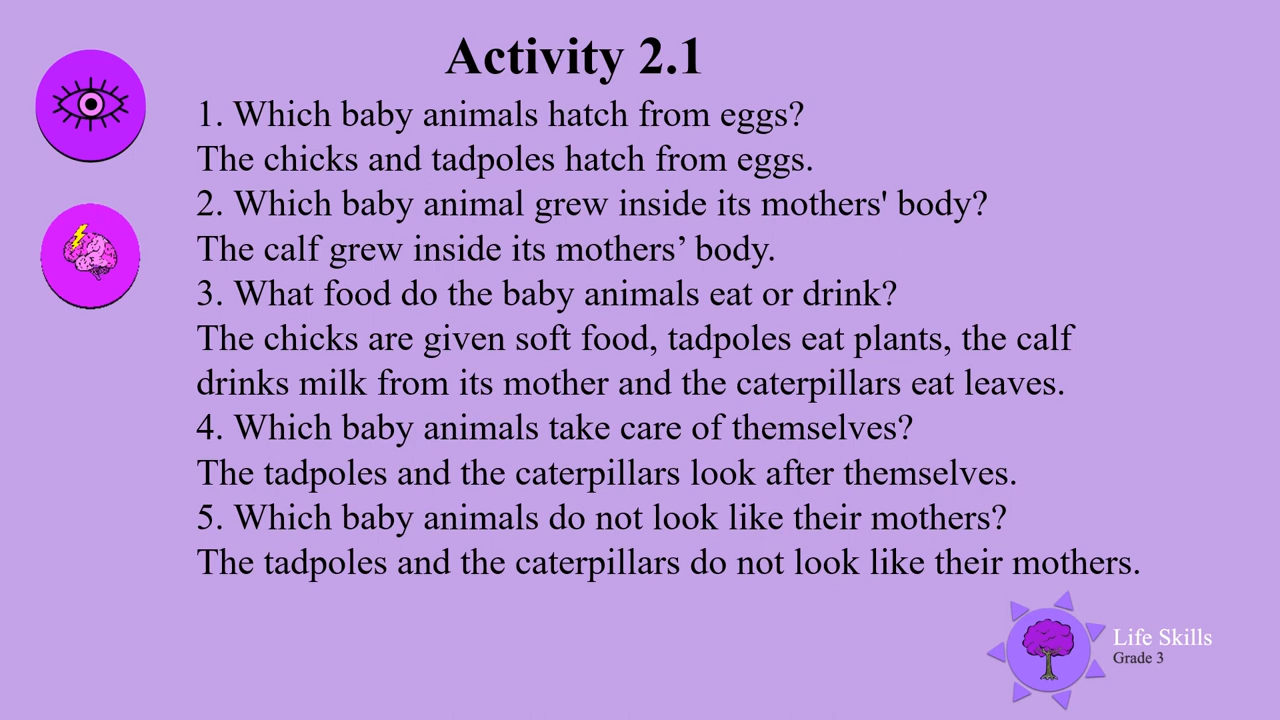 Activity 2.1
1. Which baby animals hatch from eggs?
The chicks and tadpoles hatch from eggs.
2. Which baby animal grew inside its mothers' body?
The calf grew inside its mothers’ body.
3. What food do the baby animals eat or drink?
The chicks are given soft food, tadpoles eat plants, the calf
drinks milk from its mother and the caterpillars eat leaves.
4. Which baby animals take care of themselves?
The tadpoles and the caterpillars look after themselves.
5. Which baby animals do not look like their mothers?
The tadpoles and the caterpillars do not look like their mothers.
Life Skills
Grade 3